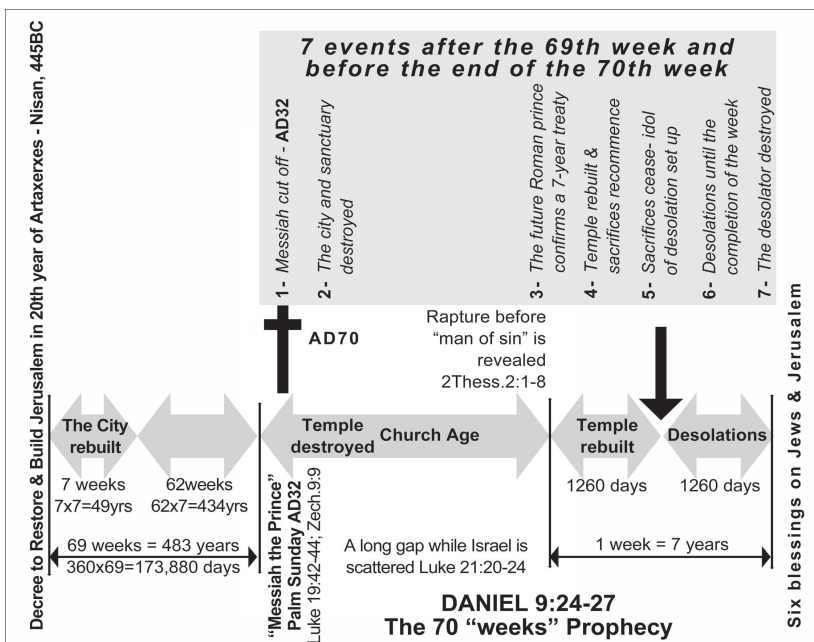 Decree to Restore & Build Jerusalem in 20th year of Artaxerxes - Nisan, 445BC
7 events after the 69th week and
before the end of the 70th week
1- Messiah cut off - AD32
2- The city and sanctuary
destroyed
3- The future Roman prince
confirms a 7-year treaty
4- Temple rebuilt &
sacrifices recommence
5- Sacrifices cease- idol
of desolation set up
6- Desolations until the
completion of the week
7- The desolator destroyed
AD70
Rapture before
“man of sin” is
revealed
2Thess.2:1-8
The City
rebuilt
Temple
destroyed
Church Age
Temple
rebuilt
Desolations
7 weeks
7x7=49yrs
62weeks
62x7=434yrs
1260 days
1260 days
69 weeks = 483 years
360x69=173,880 days
“Messiah the Prince”
Palm Sunday AD32
Luke 19:42-44; Zech.9:9
A long gap while Israel is
scattered Luke 21:20-24
1 week = 7 years
Six blessings on Jews & Jerusalem
DANIEL 9:24-27
The 70 “weeks” Prophecy